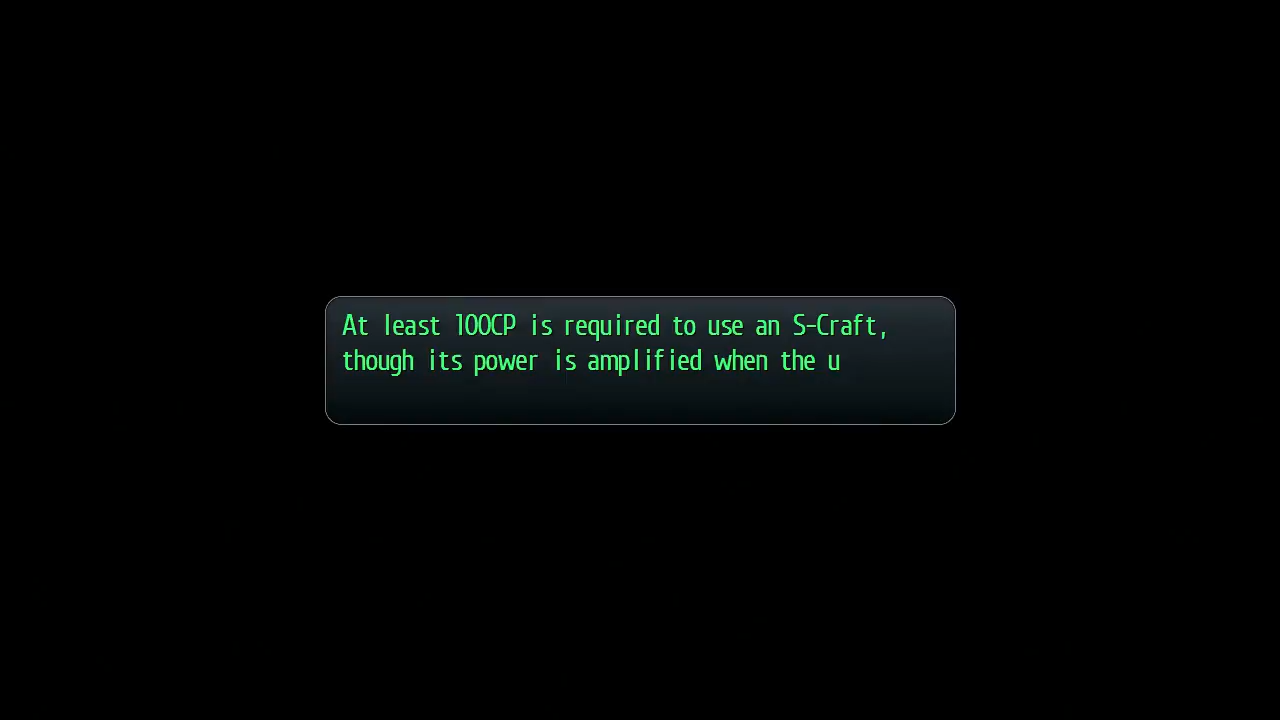 At least 100CP is required to use an S-Craft,
though its power is amplified when the u